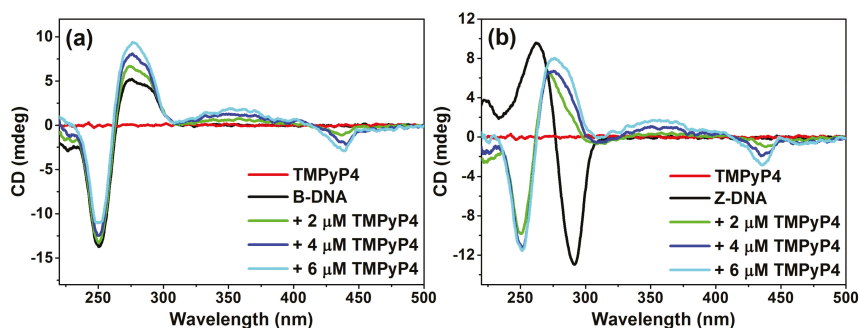 (a)
CD (mdeg)
10
5
0
-5
-10
-15
TMPyP4
B-DNA
+ 2 μM TMPyP4
+ 4 μM TMPyP4
+ 6 μM TMPyP4
250 300 350 400 450 500
Wavelength (nm)
(b)
CD (mdeg)
12
8
4
0
-4
-8
-12
TMPyP4
Z-DNA
+ 2 μM TMPyP4
+ 4 μM TMPyP4
+ 6 μM TMPyP4
250 300 350 400 450 500
Wavelength (nm)